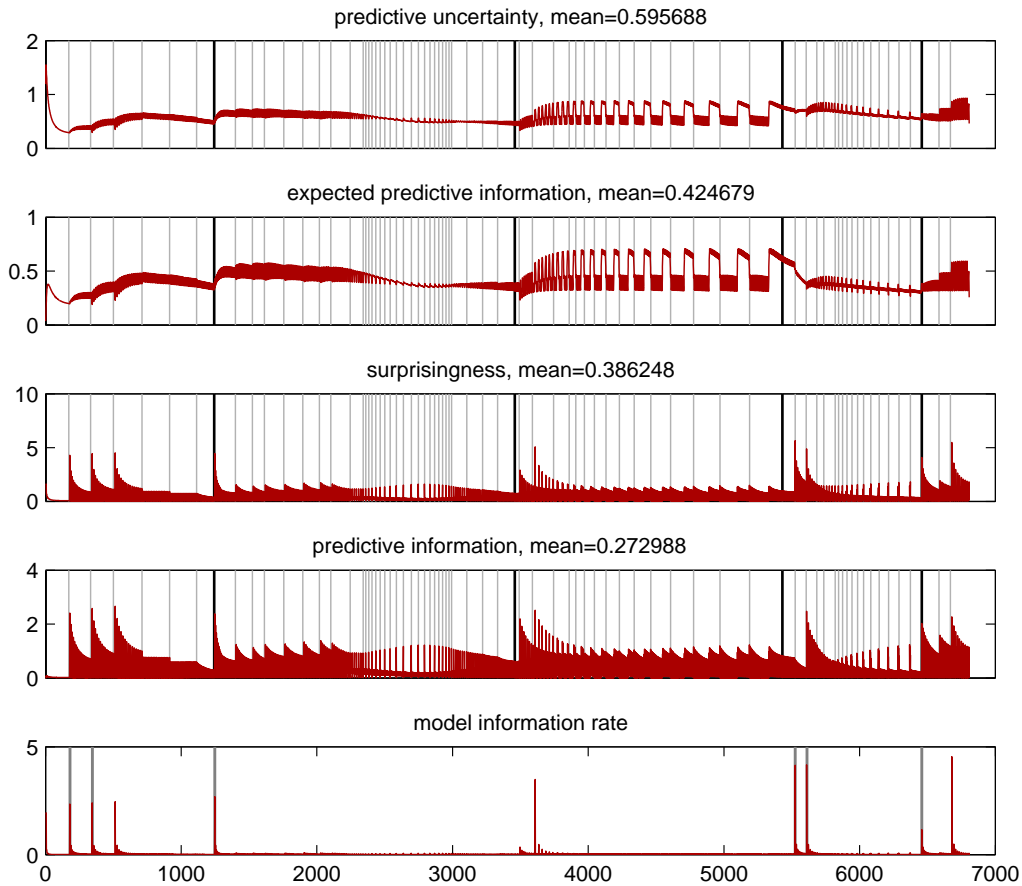 predictive uncertainty, mean=0.595688
2
1
0
expected predictive information, mean=0.424679
1
0.5
0
surprisingness, mean=0.386248
10
5
0
predictive information, mean=0.272988
4
2
0
model information rate
5
0
0 1000 2000 3000 4000 5000 6000 7000